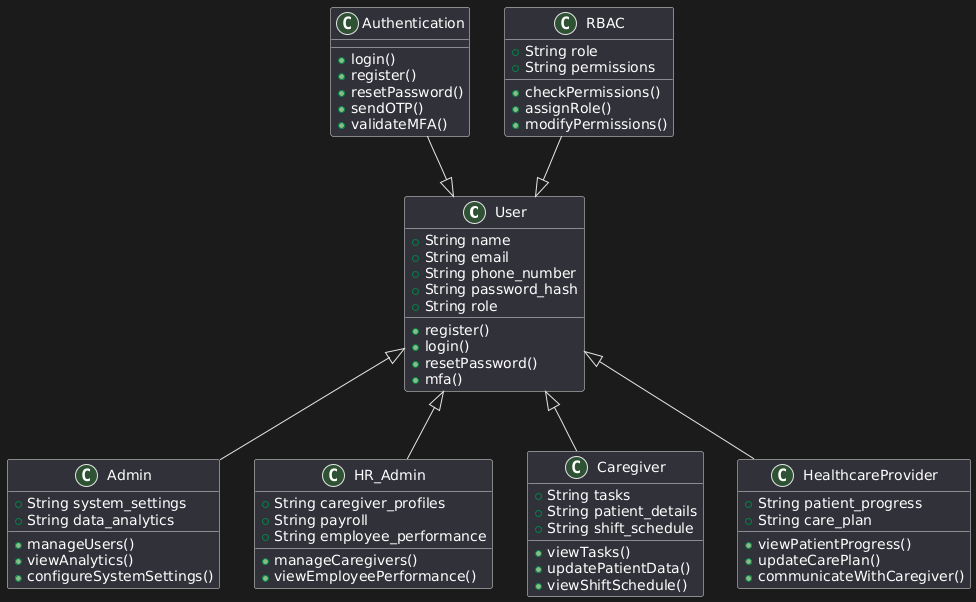 C Authentication
login()
register()
resetPassword()
sendOTP()
validateMFA()
C RBAC
String role
String permissions
checkPermissions()
assignRole()
modifyPermissions()
C User
String name
String email
String phone_number
String password_hash
String role
register()
login()
resetPassword()
mfa()
C Admin
String system_settings
String data_analytics
manageUsers()
viewAnalytics()
configureSystemSettings()
C HR_Admin
String caregiver_profiles
String payroll
String employee_performance
manageCaregivers()
viewEmployeePerformance()
C Caregiver
String tasks
String patient_details
String shift_schedule
viewTasks()
updatePatientData()
viewShiftSchedule()
C HealthcareProvider
String patient_progress
String care_plan
viewPatientProgress()
updateCarePlan()
communicateWithCaregiver()